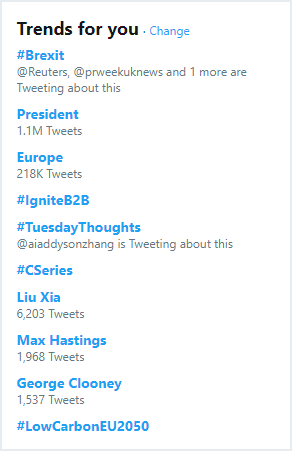 Trends for you · Change
#Brexit
@Reuters, @prweekuknews and 1 more are
Tweeting about this
President
1.1M Tweets
Europe
218K Tweets
#IgniteB2B
#TuesdayThoughts
@aiaddysonzhang is Tweeting about this
#CSeries
Liu Xia
6,203 Tweets
Max Hastings
1,968 Tweets
George Clooney
1,537 Tweets
#LowCarbonEU2050